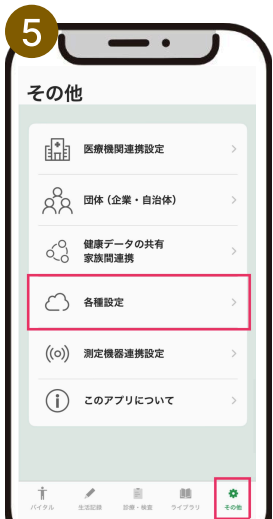 5
その他
医療機関連携設定
団体（企業・自治体）
健康データの共有
家族間連携
各種設定
測定機器連携設定
このアプリについて
バイタル 生活記録 診療・検査 ライブラリ その他